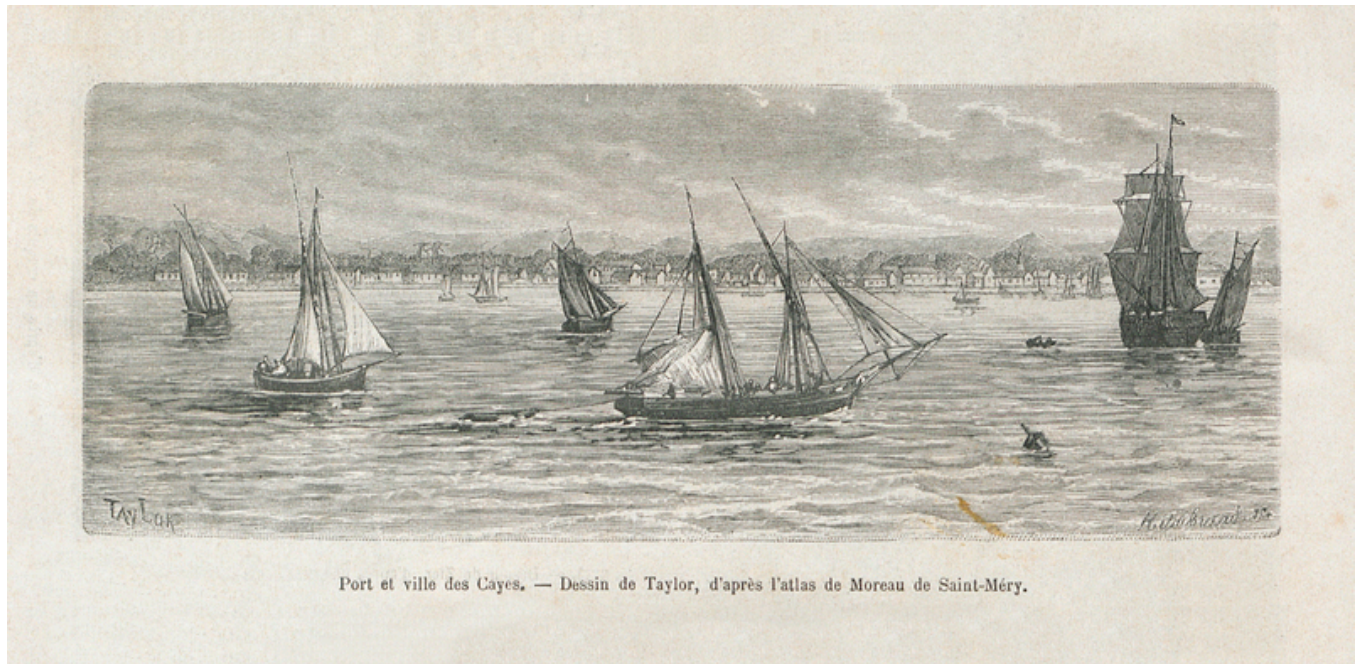 TAYLOR
Port et ville des Cayes. — Dessin de Taylor, d'après l'atlas de Moreau de Saint-Méry.